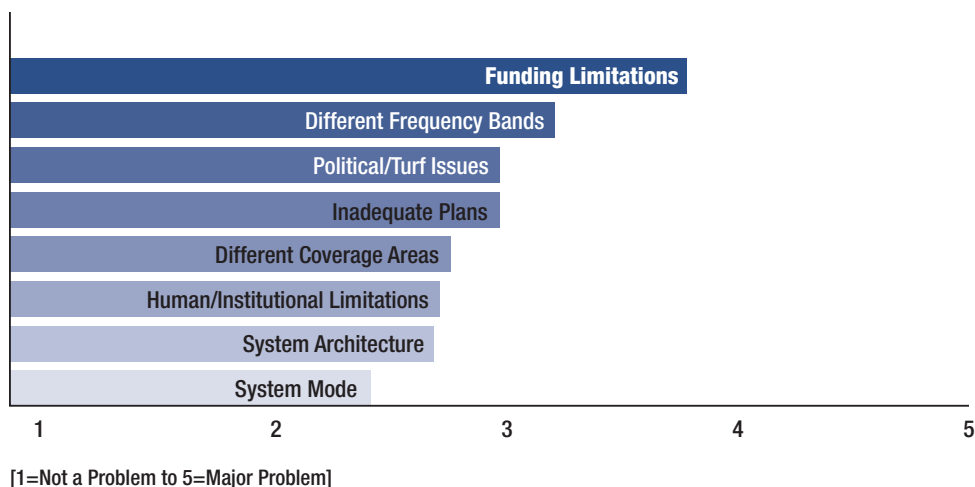 Funding Limitations
Different Frequency Bands
Political/Turf Issues
Inadequate Plans
Different Coverage Areas
Human/Institutional Limitations
System Architecture
System Mode
1 2 3 4 5
[1=Not a Problem to 5=Major Problem]